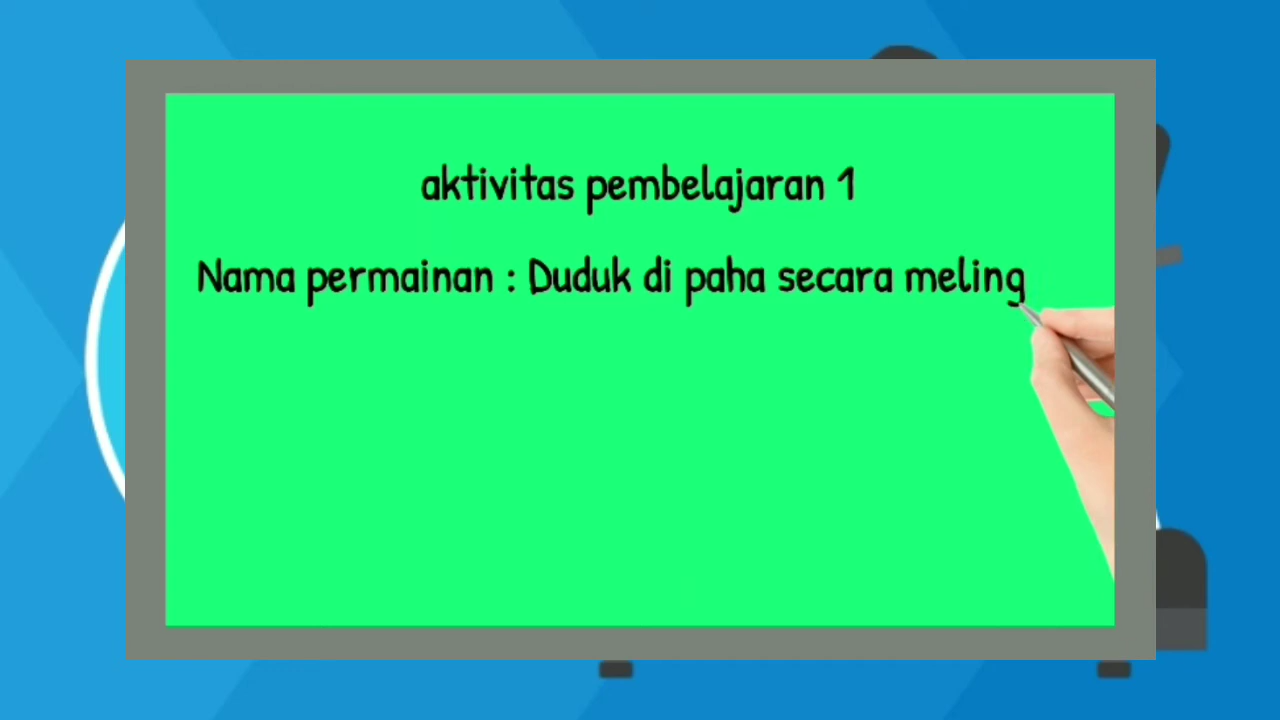 aktivitas pembelajaran 1
Nama permainan : Duduk di paha secara meling